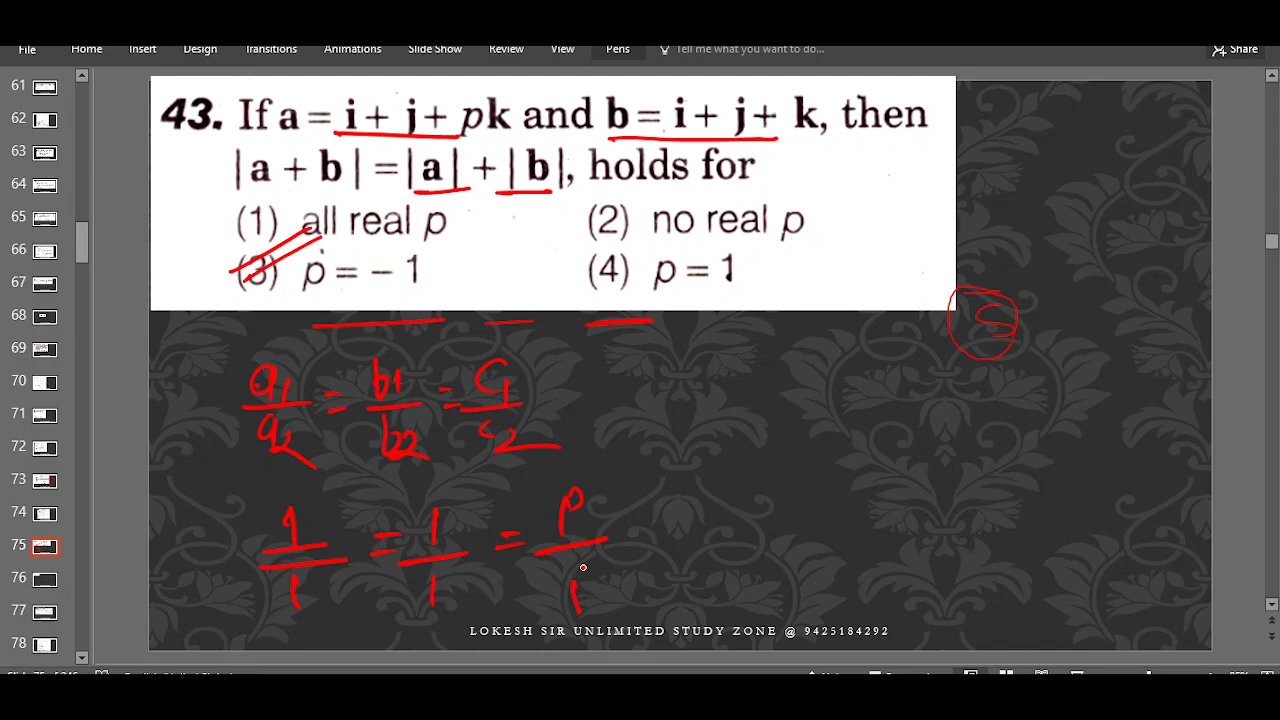 File Home Insert Design Transitions Animations Slide Show Review View Pens Tell me what you want to do... Share
61
62
63
64
65
66
67
68
69
70
71
72
73
74
75
76
77
78
43. If a = i + j + pk and b = i + j + k, then
|a + b| = |a| + |b|, holds for
(1) all real p (2) no real p
(3) p = – 1 (4) p = 1
a1/a2 = b1/b2 = c1/c2
1/1 = 1/1 = p/1
LOKESH SIR UNLIMITED STUDY ZONE @ 9425184292